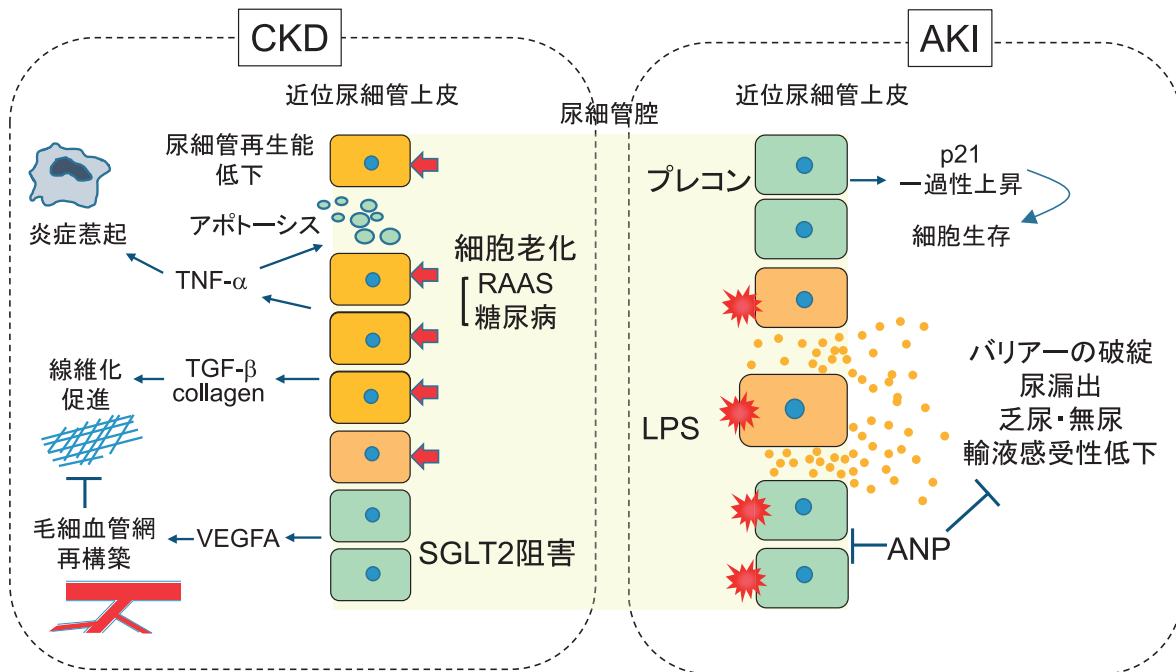 CKD
近位尿細管上皮
尿細管再生能
低下
アポトーシス
炎症惹起
TNF-α
細胞老化
RAAS
糖尿病
線維化
促進
TGF-β
collagen
毛細血管網
再構築
VEGFA
SGLT2阻害
尿細管腔
AKI
近位尿細管上皮
プレコン
p21
一過性上昇
細胞生存
LPS
バリアーの破綻
尿漏出
乏尿・無尿
輸液感受性低下
ANP